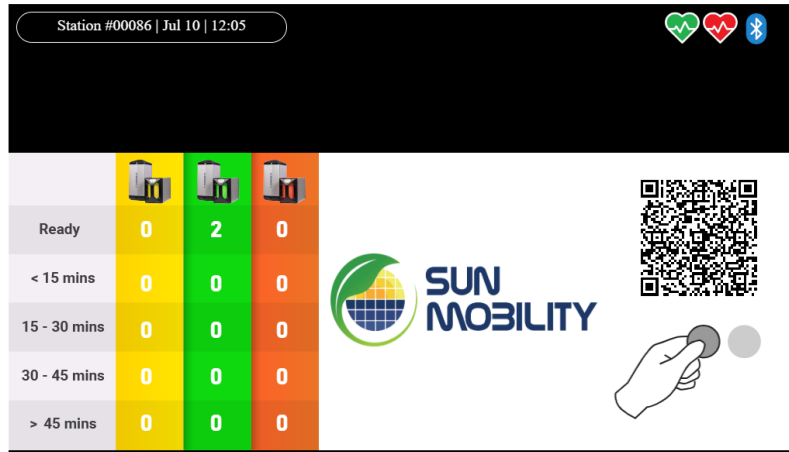 Station #00086 | Jul 10 | 12:05
Ready 0 2 0
< 15 mins 0 0 0
15 - 30 mins 0 0 0
30 - 45 mins 0 0 0
> 45 mins 0 0 0
SUN
MOBILITY